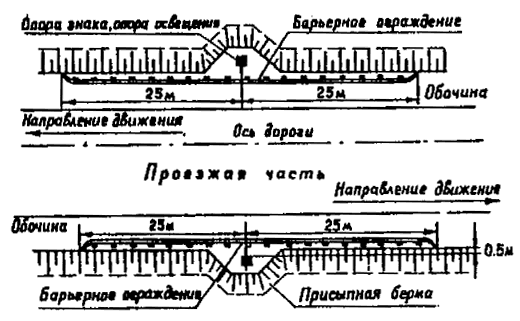 Опора знака, опора освещения Барьерное ограждение
25м 25м Обочина
Направление движения
Ось дороги
Проезжая часть
Направление движения
Обочина 25м 25м
0.5м
Барьерное ограждение Присыпная берма